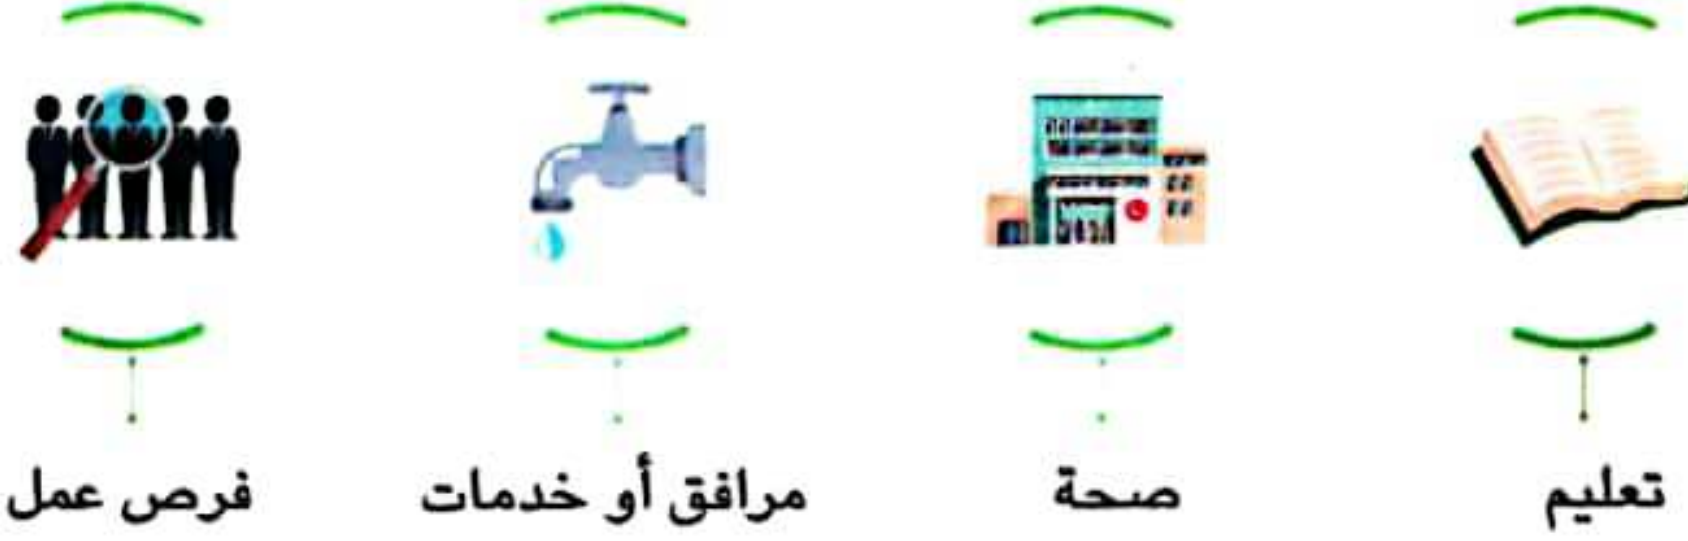 تعليم
صحة
مرافق أو خدمات
فرص عمل